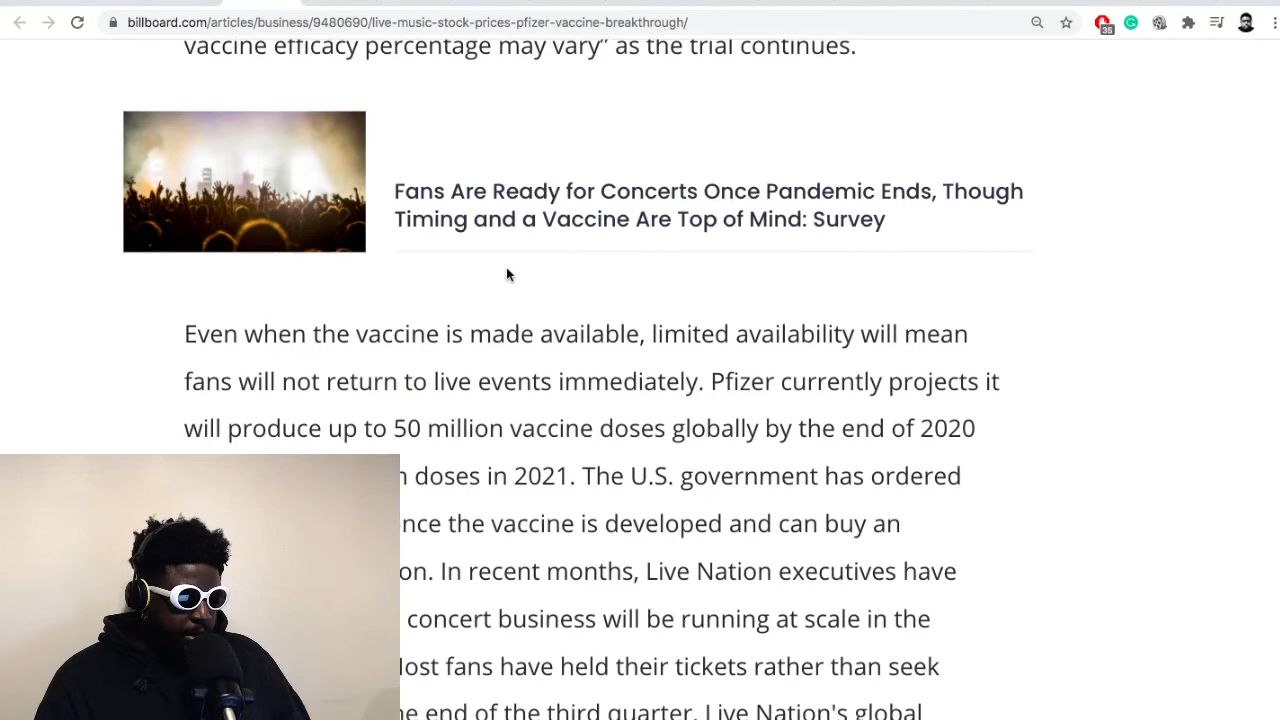 billboard.com/articles/business/9480690/live-music-stock-prices-pfizer-vaccine-breakthrough/
35
vaccine efficacy percentage may vary” as the trial continues.
Fans Are Ready for Concerts Once Pandemic Ends, Though
Timing and a Vaccine Are Top of Mind: Survey
Even when the vaccine is made available, limited availability will mean
fans will not return to live events immediately. Pfizer currently projects it
will produce up to 50 million vaccine doses globally by the end of 2020
doses in 2021. The U.S. government has ordered
the vaccine is developed and can buy an
In recent months, Live Nation executives have
concert business will be running at scale in the
fans have held their tickets rather than seek
end of the third quarter, Live Nation's global